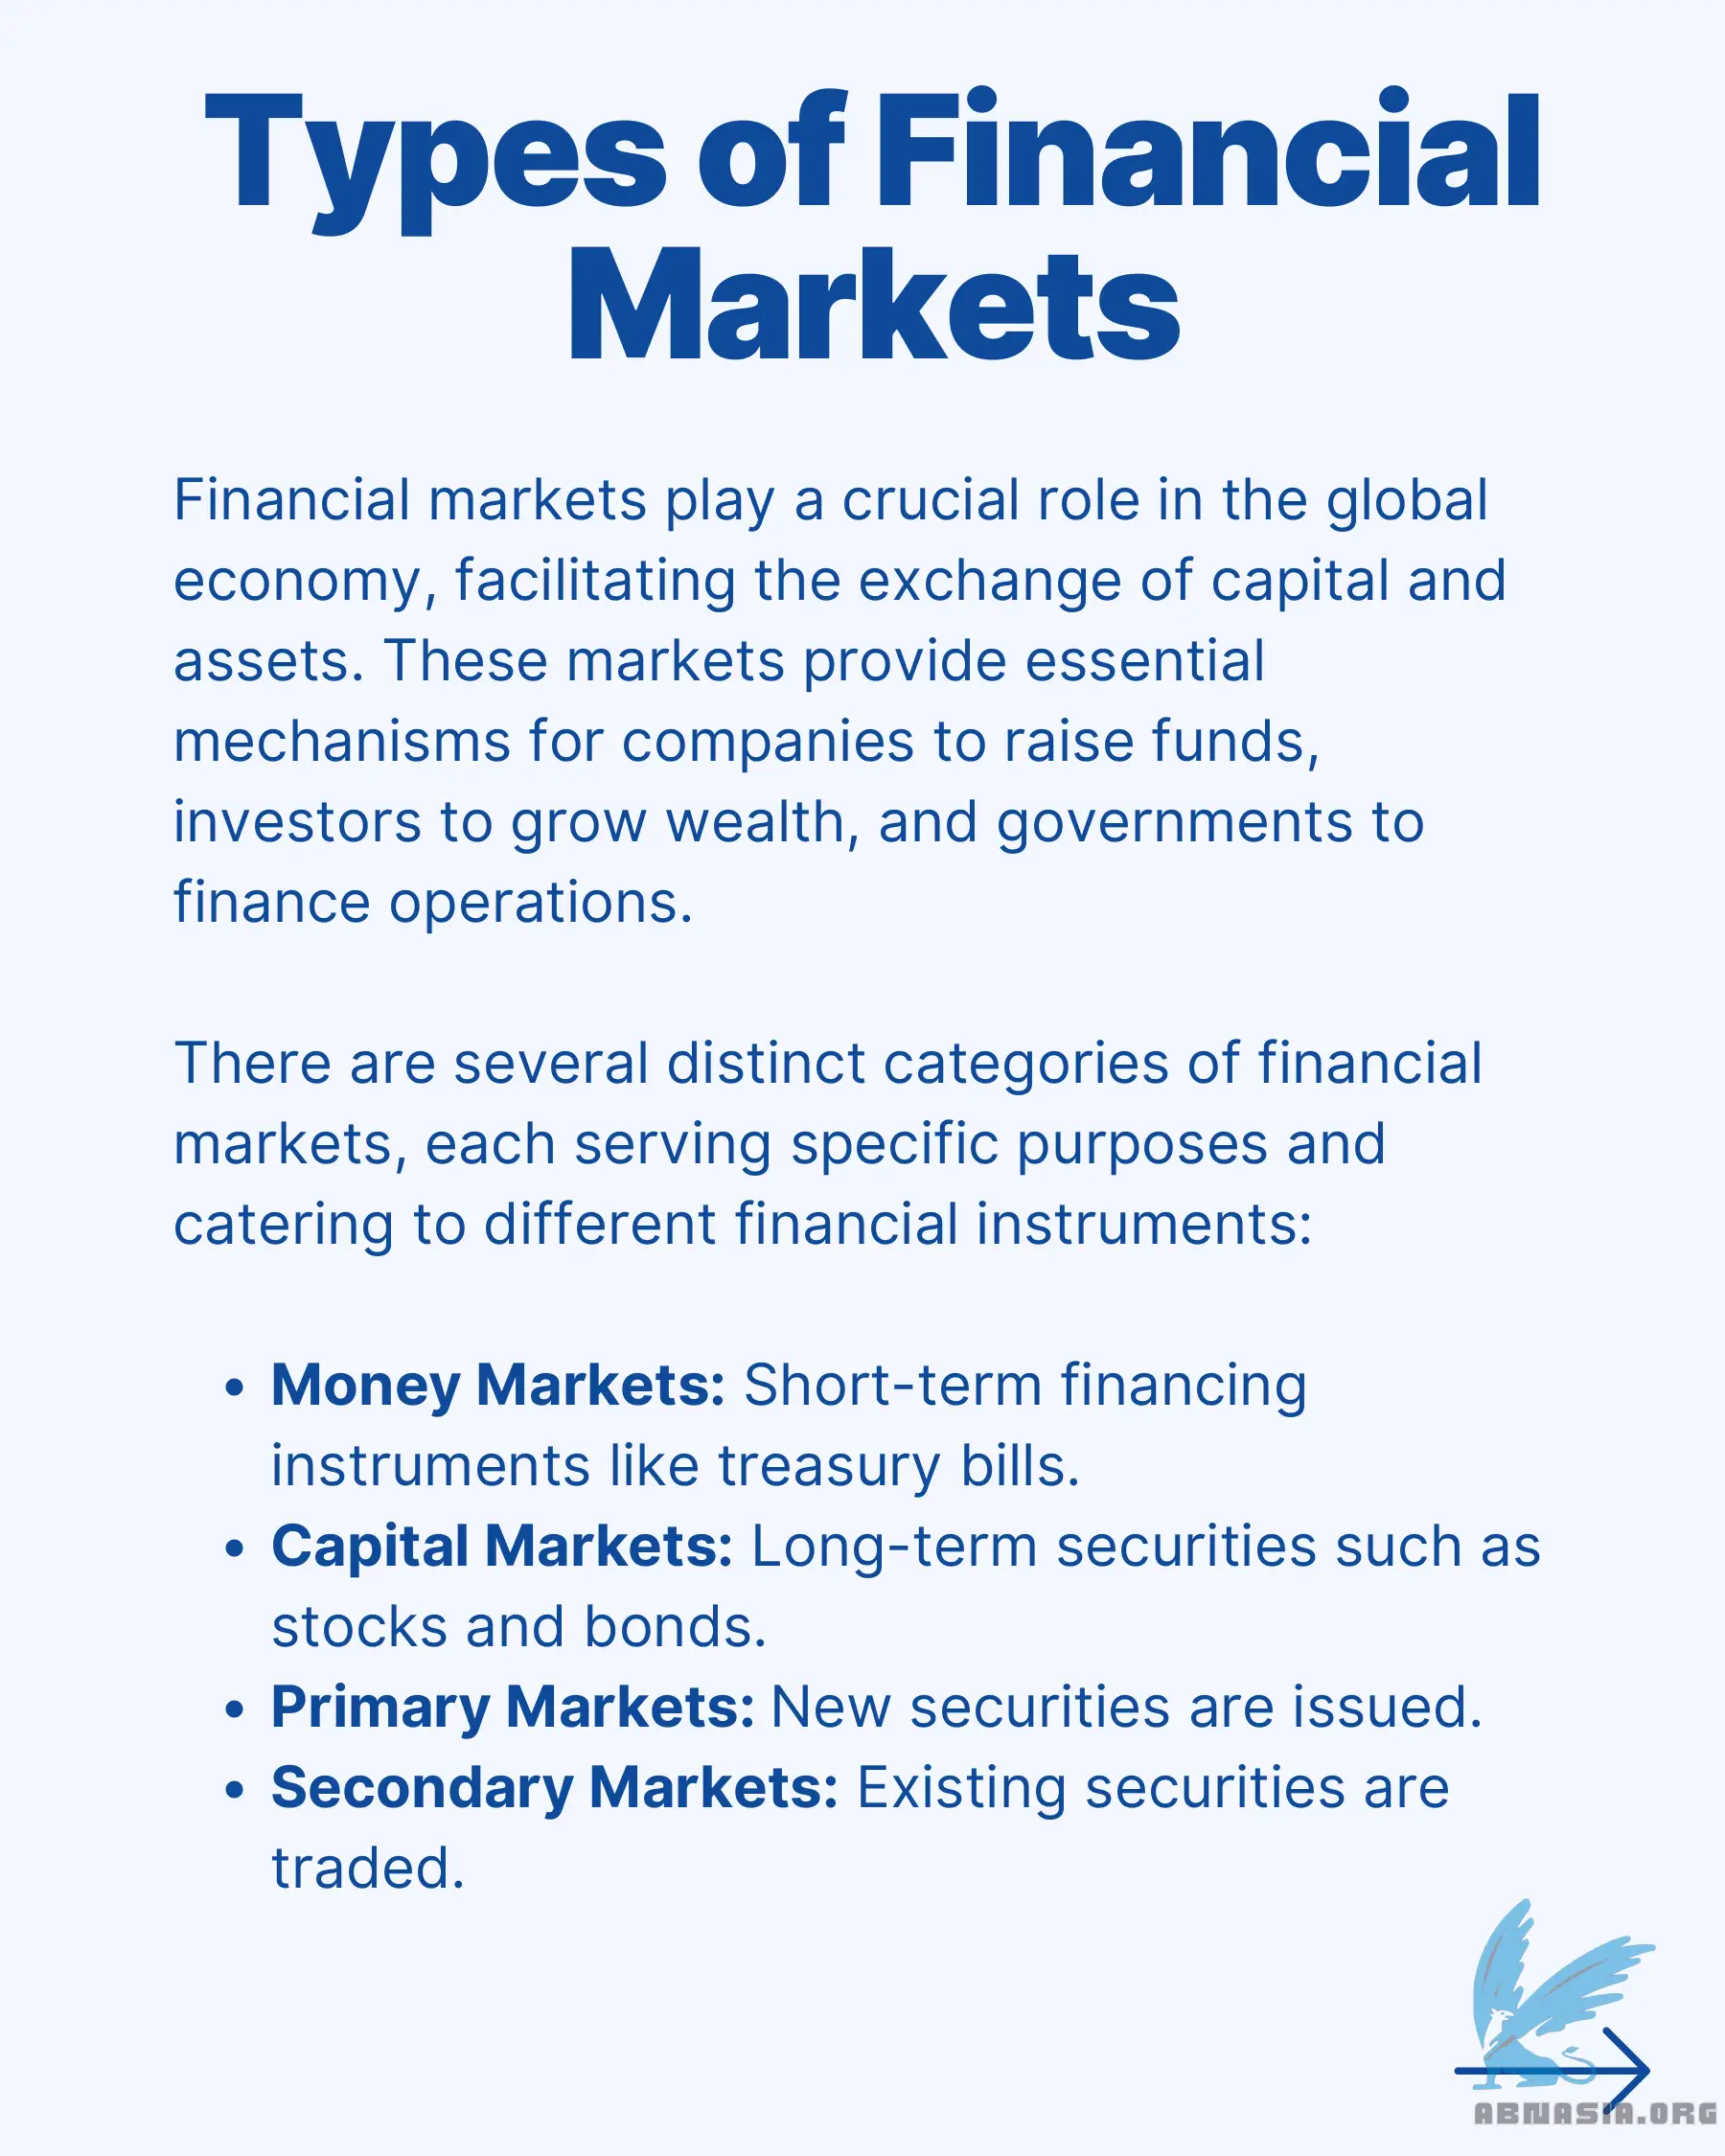 Types of Financial
Markets
Financial markets play a crucial role in the global
economy, facilitating the exchange of capital and
assets. These markets provide essential
mechanisms for companies to raise funds,
investors to grow wealth, and governments to
finance operations.
There are several distinct categories of financial
markets, each serving specific purposes and
catering to different financial instruments:
• Money Markets: Short-term financing
instruments like treasury bills.
• Capital Markets: Long-term securities such as
stocks and bonds.
• Primary Markets: New securities are issued.
• Secondary Markets: Existing securities are
traded.
ABNASIA.ORG